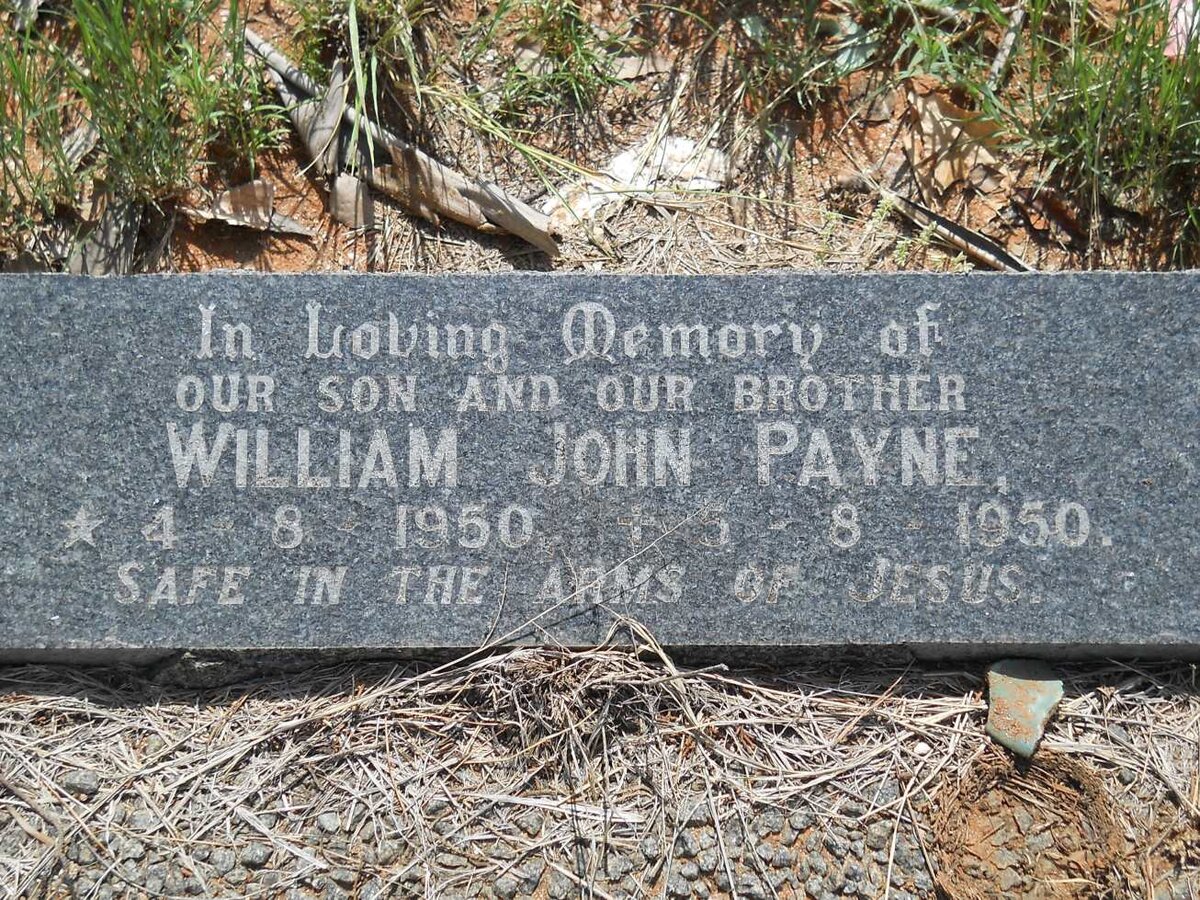 In Loving Memory of
OUR SON AND OUR BROTHER
WILLIAM JOHN PAYNE,
★ 4 - 8 - 1950 + 5 - 8 - 1950.
SAFE IN THE ARMS OF JESUS.